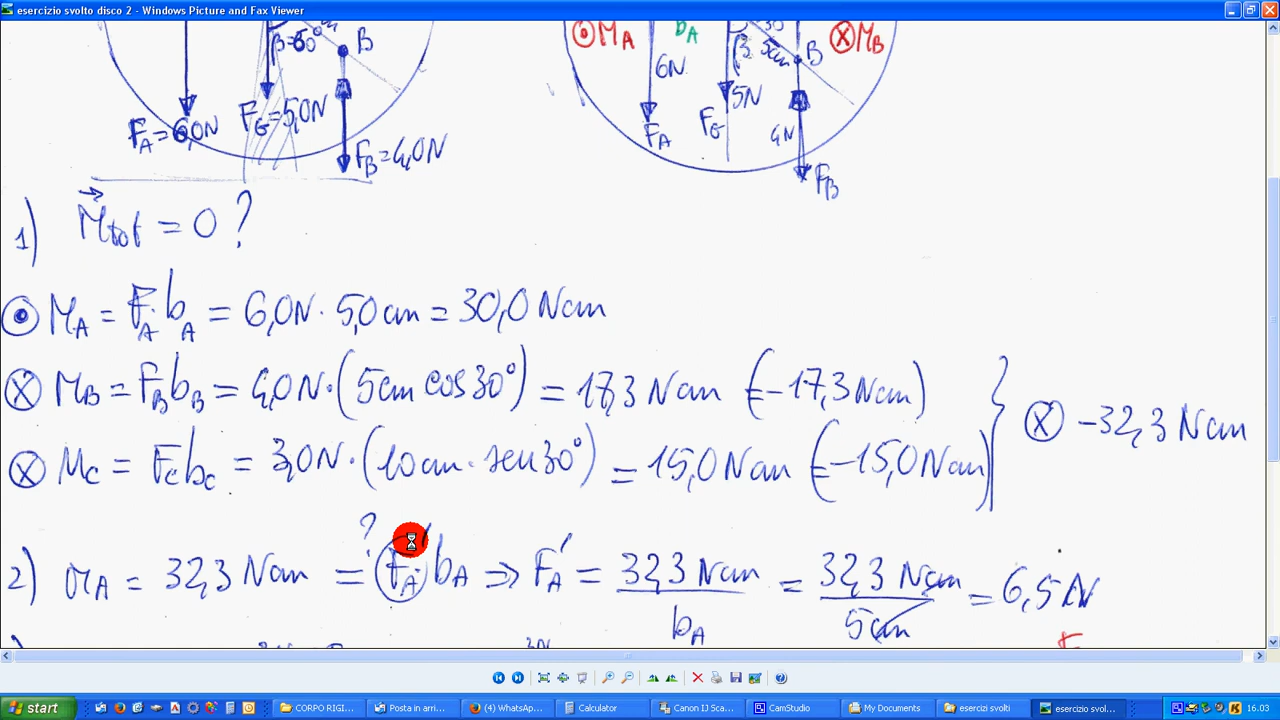 esercizio svolto disco 2 - Windows Picture and Fax Viewer
β=60° B
F_A=6,0N F_G=5,0N
F_B=4,0N
M_A b_A β 5cm B M_B
6N 5N 4N
F_A F_G F_B
1) M_tot = 0 ?
M_A = F_A · b_A = 6,0N · 5,0 cm = 30,0 Ncm
M_B = F_B b_B = 4,0N · (5cm cos 30°) = 17,3 Ncm (=-17,3 Ncm)
M_C = F_C b_C = 3,0N · (10cm · sen 30°) = 15,0 Ncm (=-15,0 Ncm)
-32,3 Ncm
2) M_A = 32,3 Ncm =? F_A' · b_A ⇒ F_A' = 32,3 Ncm / b_A = 32,3 Ncm / 5cm = 6,5 N
start CORPO RIGI... Posta in arri... (4) WhatsAp... Calculator Canon IJ Sca... CamStudio My Documents esercizi svolti esercizio svol... 16.03